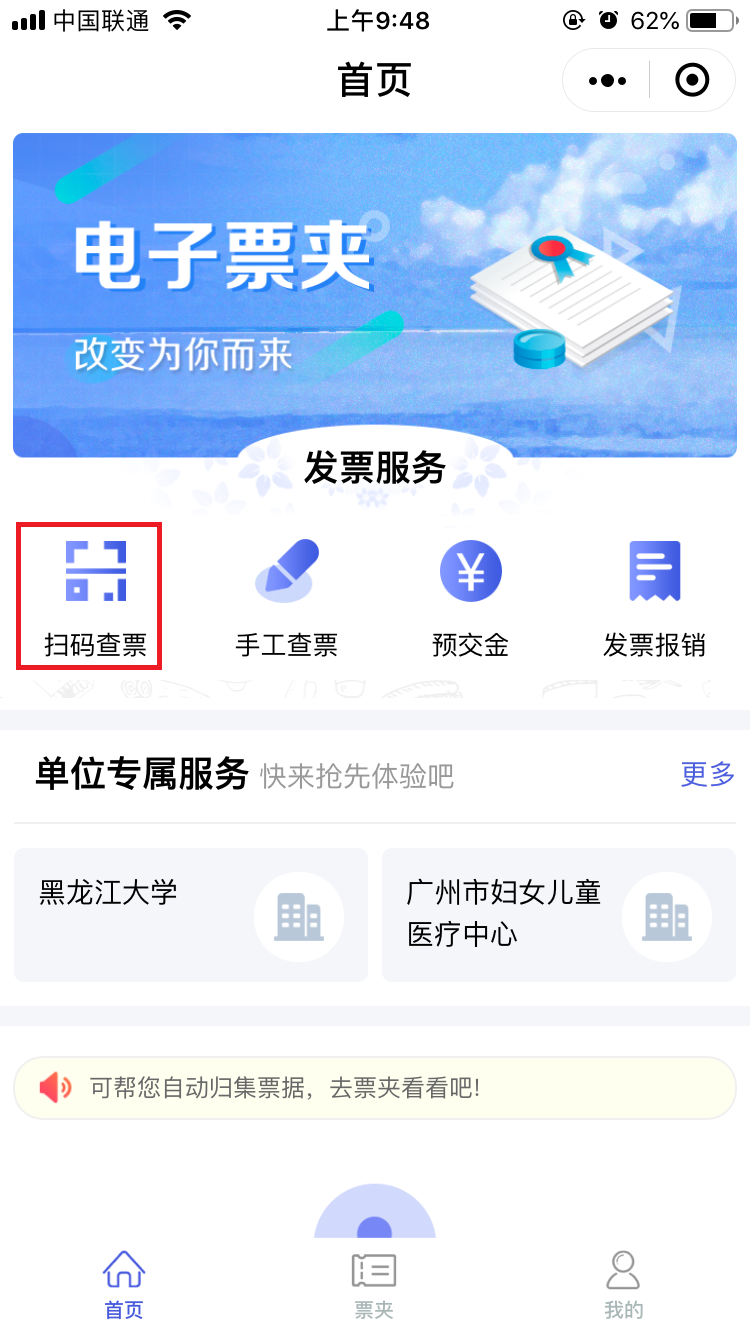 中国联通
上午9:48
62%
首页
电子票夹
改变为你而来
发票服务
扫码查票
手工查票
预交金
发票报销
单位专属服务 快来抢先体验吧
更多
黑龙江大学
广州市妇女儿童
医疗中心
可帮您自动归集票据，去票夹看看吧!
首页
票夹
我的